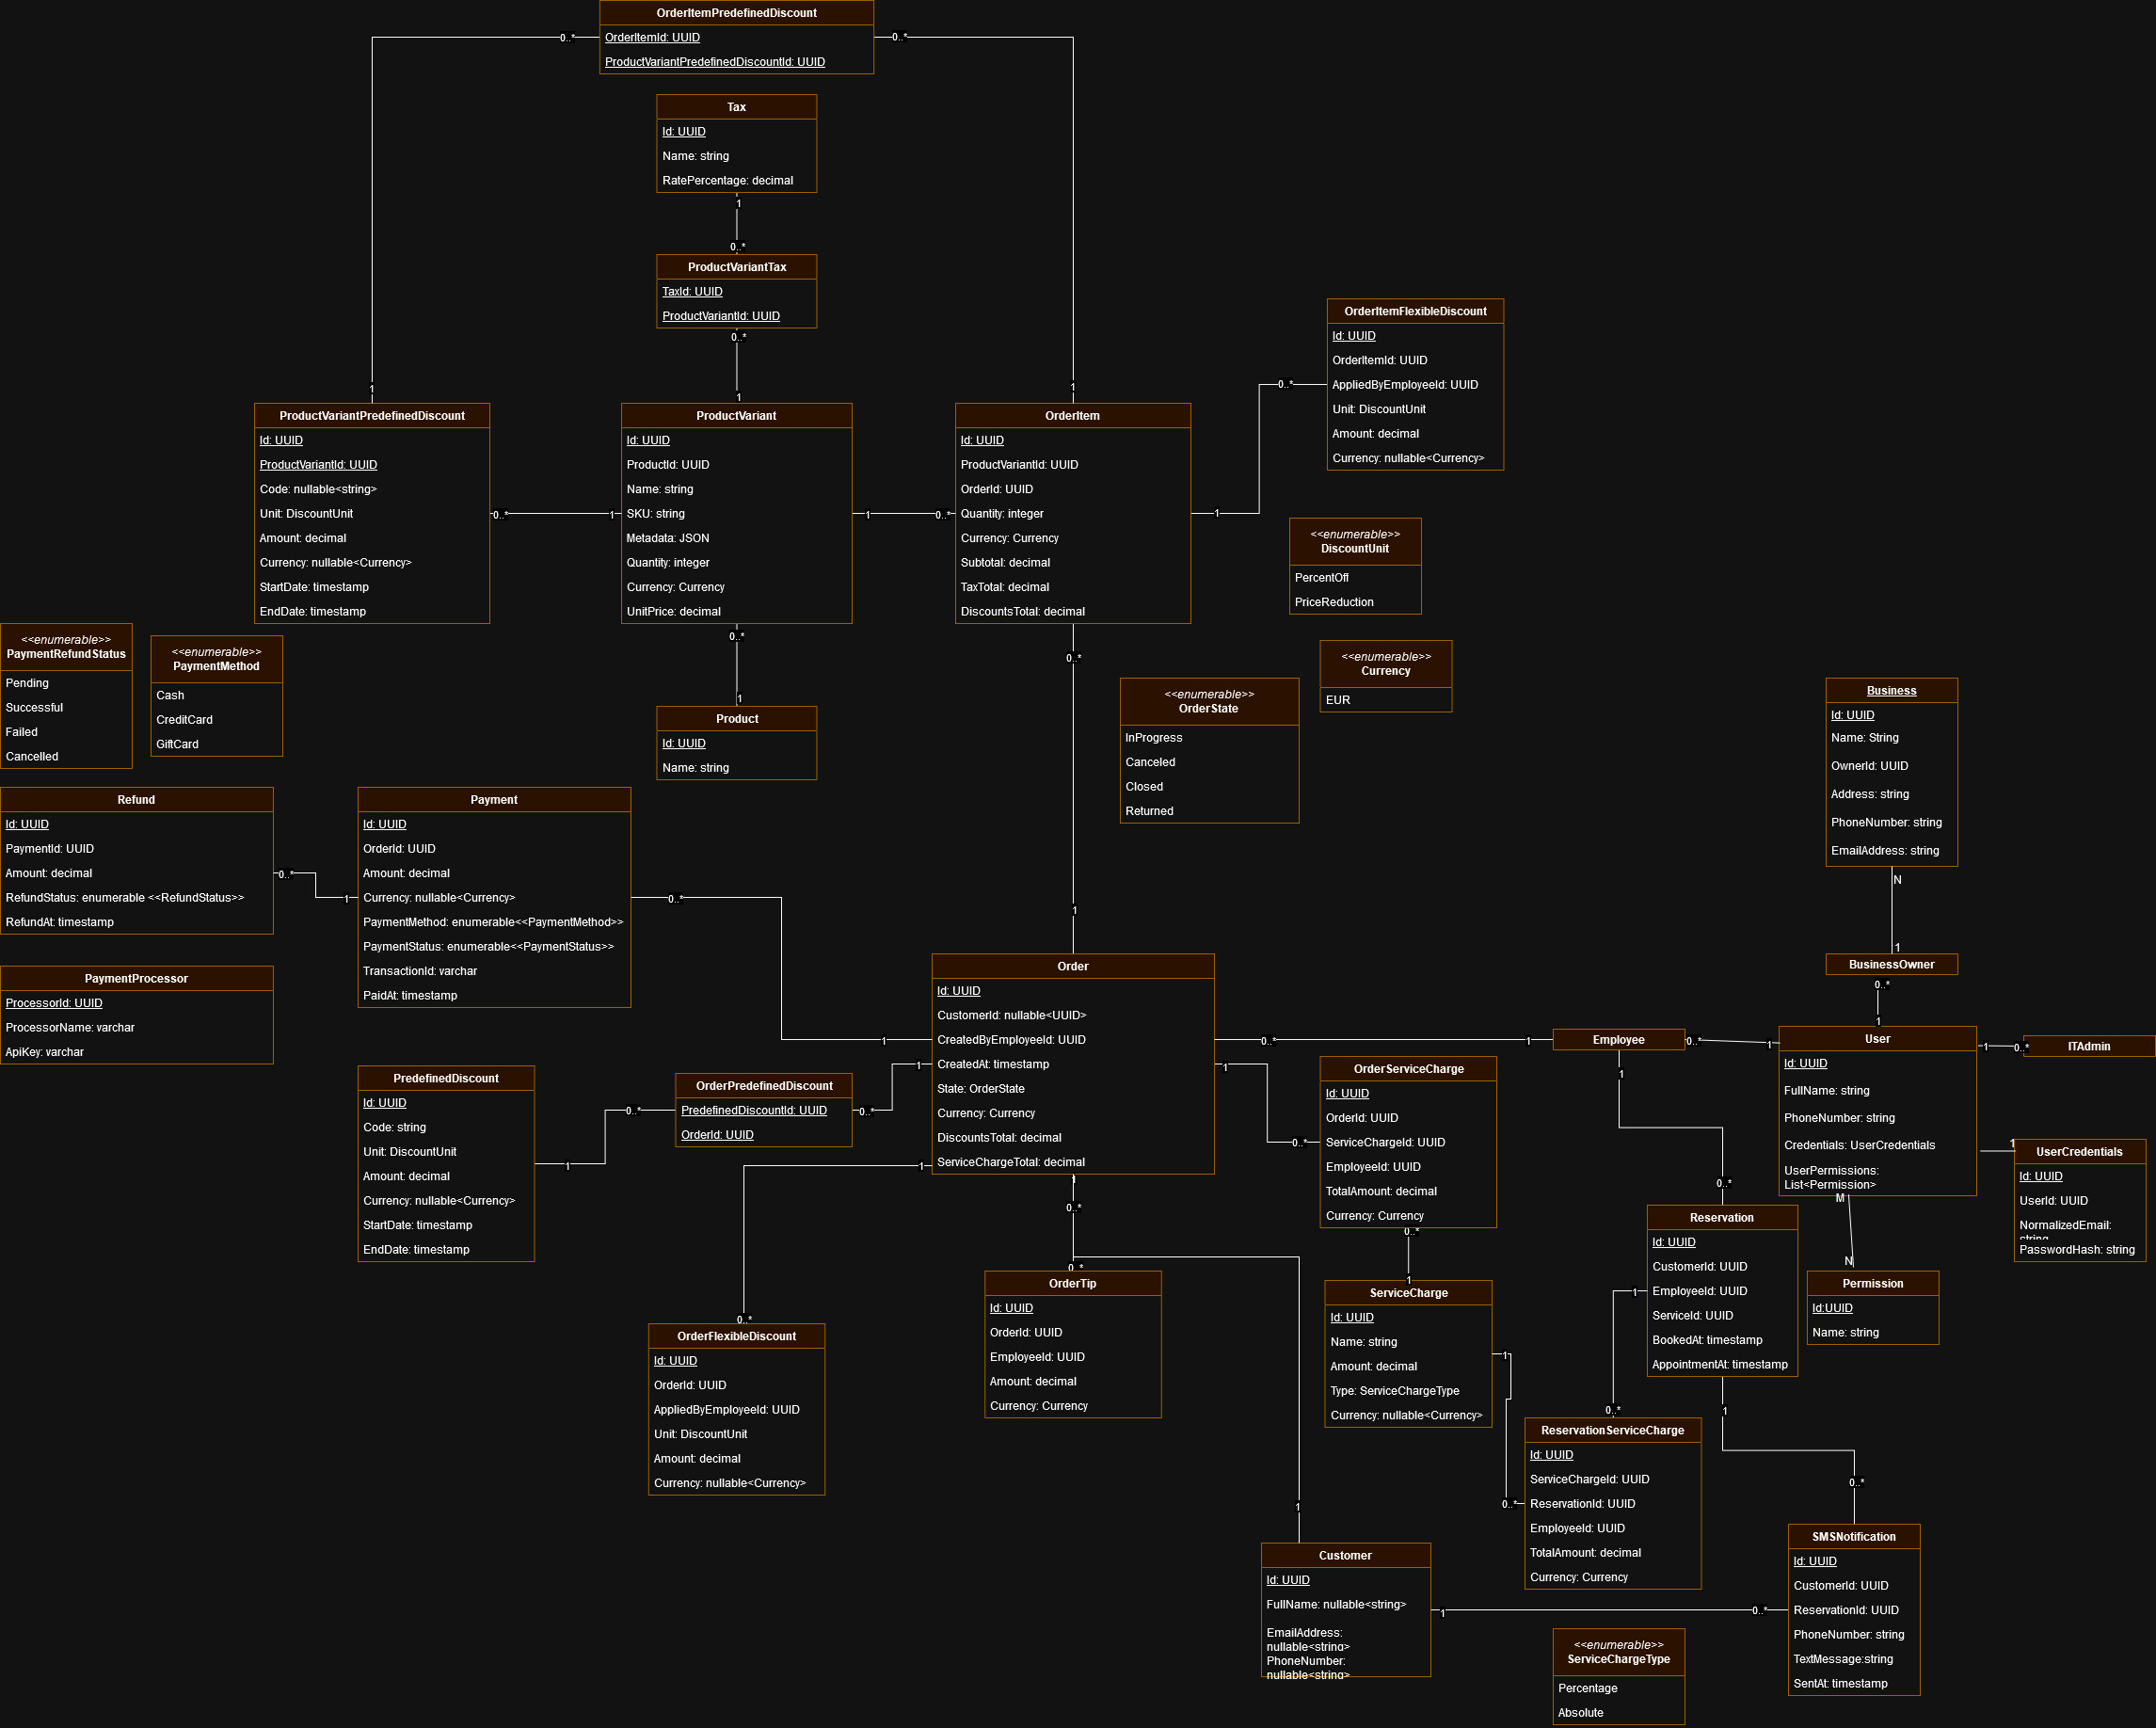 OrderItemPredefinedDiscount
OrderItemId: UUID
ProductVariantPredefinedDiscountId: UUID
0..*
0..*
Tax
Id: UUID
Name: string
RatePercentage: decimal
1
0..*
ProductVariantTax
TaxId: UUID
ProductVariantId: UUID
0..*
1
1
1
OrderItemFlexibleDiscount
Id: UUID
OrderItemId: UUID
AppliedByEmployeeId: UUID
Unit: DiscountUnit
Amount: decimal
Currency: nullable<Currency>
0..*
1
ProductVariantPredefinedDiscount
Id: UUID
ProductVariantId: UUID
Code: nullable<string>
Unit: DiscountUnit
Amount: decimal
Currency: nullable<Currency>
StartDate: timestamp
EndDate: timestamp
0..*
1
ProductVariant
Id: UUID
ProductId: UUID
Name: string
SKU: string
Metadata: JSON
Quantity: integer
Currency: Currency
UnitPrice: decimal
1
0..*
OrderItem
Id: UUID
ProductVariantId: UUID
OrderId: UUID
Quantity: integer
Currency: Currency
Subtotal: decimal
TaxTotal: decimal
DiscountsTotal: decimal
<<enumerable>>
DiscountUnit
PercentOff
PriceReduction
<<enumerable>>
PaymentRefundStatus
Pending
Successful
Failed
Cancelled
<<enumerable>>
PaymentMethod
Cash
CreditCard
GiftCard
0..*
1
Product
Id: UUID
Name: string
0..*
1
<<enumerable>>
OrderState
InProgress
Canceled
Closed
Returned
<<enumerable>>
Currency
EUR
Business
Id: UUID
Name: String
OwnerId: UUID
Address: string
PhoneNumber: string
EmailAddress: string
N
1
BusinessOwner
0..*
1
Refund
Id: UUID
PaymentId: UUID
Amount: decimal
RefundStatus: enumerable <<RefundStatus>>
RefundAt: timestamp
0..*
1
Payment
Id: UUID
OrderId: UUID
Amount: decimal
Currency: nullable<Currency>
PaymentMethod: enumerable<<PaymentMethod>>
PaymentStatus: enumerable<<PaymentStatus>>
TransactionId: varchar
PaidAt: timestamp
0..*
1
PaymentProcessor
ProcessorId: UUID
ProcessorName: varchar
ApiKey: varchar
Order
Id: UUID
CustomerId: nullable<UUID>
CreatedByEmployeeId: UUID
CreatedAt: timestamp
State: OrderState
Currency: Currency
DiscountsTotal: decimal
ServiceChargeTotal: decimal
0..*
1
Employee
0..*
1
User
Id: UUID
FullName: string
PhoneNumber: string
Credentials: UserCredentials
UserPermissions:
List<Permission>
1
0..*
ITAdmin
1
UserCredentials
Id: UUID
UserId: UUID
NormalizedEmail:
string
PasswordHash: string
M
N
Permission
Id:UUID
Name: string
PredefinedDiscount
Id: UUID
Code: string
Unit: DiscountUnit
Amount: decimal
Currency: nullable<Currency>
StartDate: timestamp
EndDate: timestamp
1
0..*
OrderPredefinedDiscount
PredefinedDiscountId: UUID
OrderId: UUID
0..*
1
1
0..*
OrderServiceCharge
Id: UUID
OrderId: UUID
ServiceChargeId: UUID
EmployeeId: UUID
TotalAmount: decimal
Currency: Currency
0..*
1
ServiceCharge
Id: UUID
Name: string
Amount: decimal
Type: ServiceChargeType
Currency: nullable<Currency>
1
0..*
1
0..*
OrderFlexibleDiscount
Id: UUID
OrderId: UUID
AppliedByEmployeeId: UUID
Unit: DiscountUnit
Amount: decimal
Currency: nullable<Currency>
1
0..*
0..*
OrderTip
Id: UUID
OrderId: UUID
EmployeeId: UUID
Amount: decimal
Currency: Currency
1
0..*
Reservation
Id: UUID
CustomerId: UUID
EmployeeId: UUID
ServiceId: UUID
BookedAt: timestamp
AppointmentAt: timestamp
1
0..*
ReservationServiceCharge
Id: UUID
ServiceChargeId: UUID
ReservationId: UUID
EmployeeId: UUID
TotalAmount: decimal
Currency: Currency
1
0..*
SMSNotification
Id: UUID
CustomerId: UUID
ReservationId: UUID
PhoneNumber: string
TextMessage:string
SentAt: timestamp
1
Customer
Id: UUID
FullName: nullable<string>
EmailAddress:
nullable<string>
PhoneNumber:
nullable<string>
1
0..*
<<enumerable>>
ServiceChargeType
Percentage
Absolute